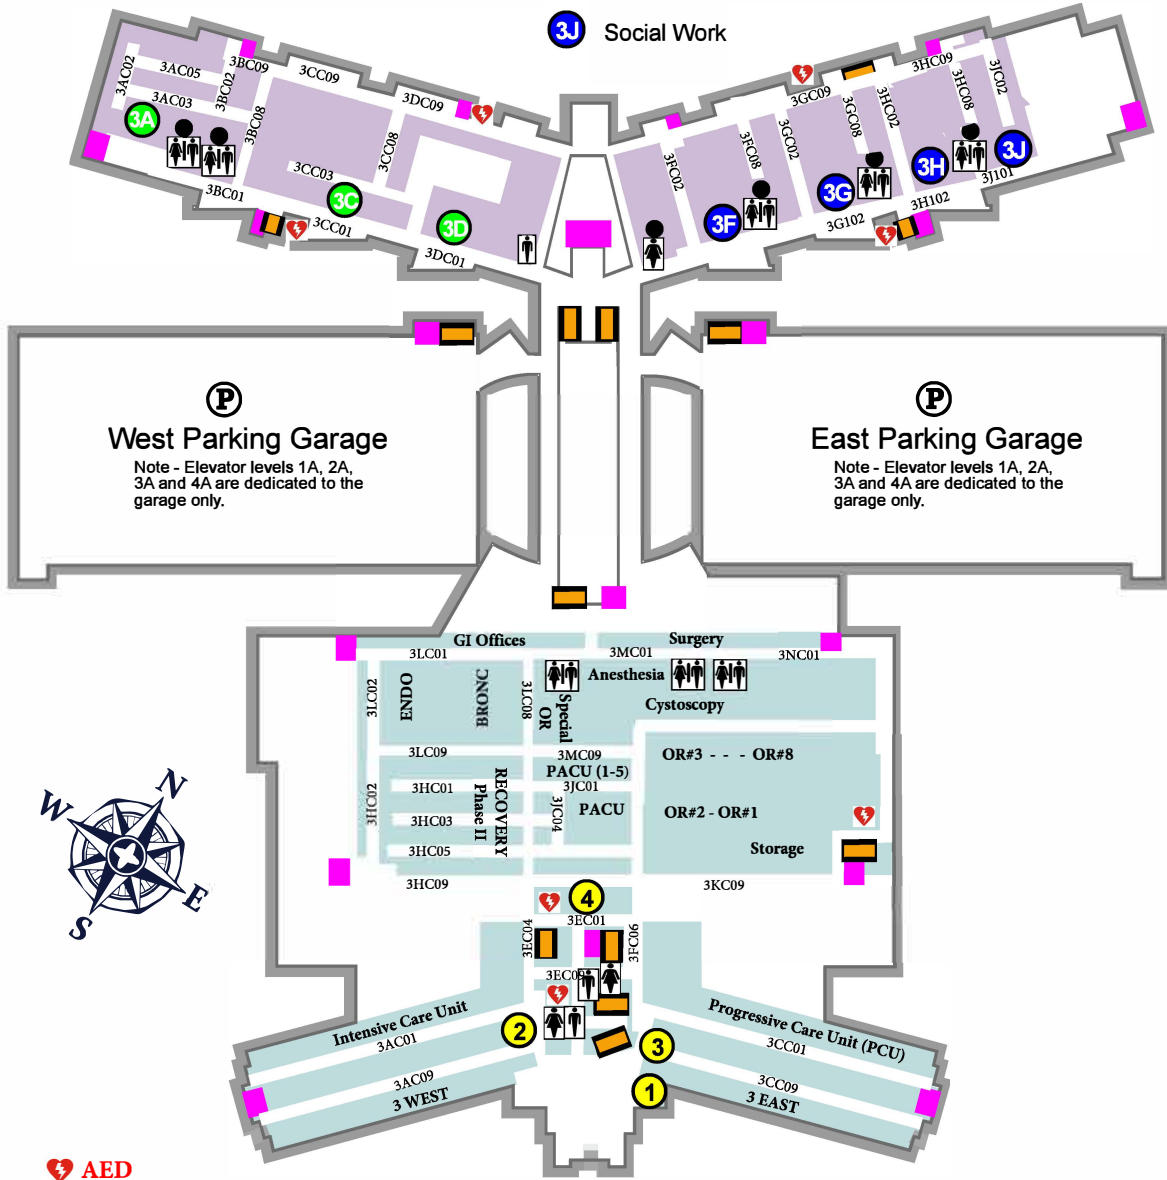 3J Social Work
3AC02
3AC05
3AC03
3BC02
3BC09
3BC08
3CC09
3DC09
3CC08
3CC03
3A
3C
3D
3BC01
3CC01
3DC01
3GC09
3HC09
3JC02
3HC08
3HC02
3GC08
3GC02
3FC08
3FC02
3F
3G
3H
3J
3J101
3H102
3G102
P
West Parking Garage
Note - Elevator levels 1A, 2A,
3A and 4A are dedicated to the
garage only.
P
East Parking Garage
Note - Elevator levels 1A, 2A,
3A and 4A are dedicated to the
garage only.
GI Offices
Surgery
3LC01
3MC01
3NC01
3LC02
ENDO
BRONC
3LC08
Special
OR
Anesthesia
Cystoscopy
3LC09
3MC09
OR#3 - - - OR#8
PACU (1-5)
3HC02
3HC01
RECOVERY
Phase II
3JC01
3JC04
PACU
OR#2 - OR#1
3HC03
3HC05
Storage
3HC09
3KC09
4
3EC01
3EC04
3FC06
3EC09
N
W
E
S
Intensive Care Unit
3AC01
3AC09
3 WEST
2
3
1
Progressive Care Unit (PCU)
3CC01
3CC09
3 EAST
AED